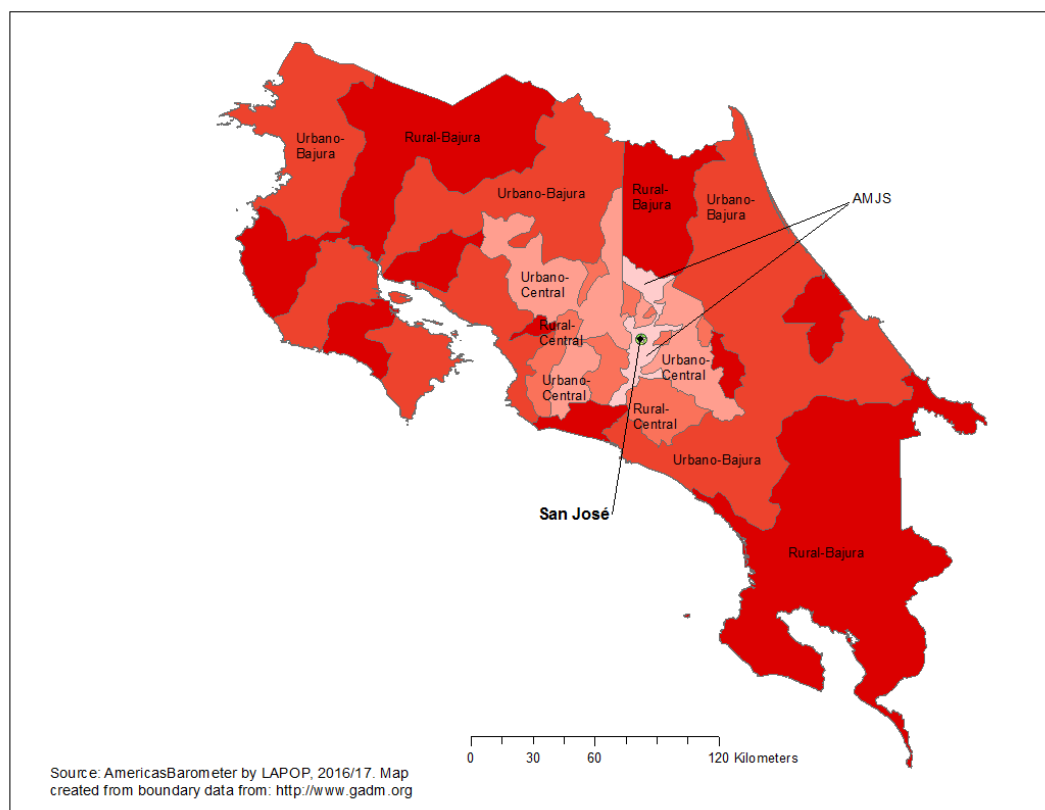 Urbano-
Bajura
Rural-Bajura
Urbano-Bajura
Rural-
Bajura
Urbano-
Bajura
AMJS
Urbano-
Central
Rural-
Central
Urbano-
Central
Urbano-
Central
Rural-
Central
Urbano-Bajura
San José
Rural-Bajura
0 30 60 120 Kilometers
Source: AmericasBarometer by LAPOP, 2016/17. Map
created from boundary data from: http://www.gadm.org